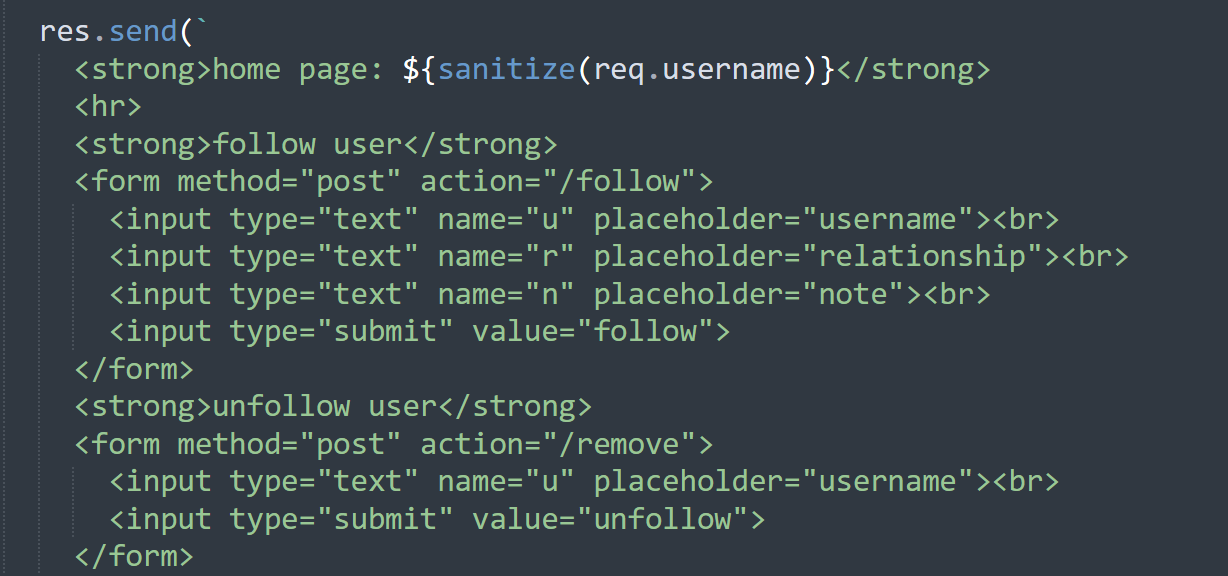 res.send(`
<strong>home page: ${sanitize(req.username)}</strong>
<hr>
<strong>follow user</strong>
<form method="post" action="/follow">
<input type="text" name="u" placeholder="username"><br>
<input type="text" name="r" placeholder="relationship"><br>
<input type="text" name="n" placeholder="note"><br>
<input type="submit" value="follow">
</form>
<strong>unfollow user</strong>
<form method="post" action="/remove">
<input type="text" name="u" placeholder="username"><br>
<input type="submit" value="unfollow">
</form>